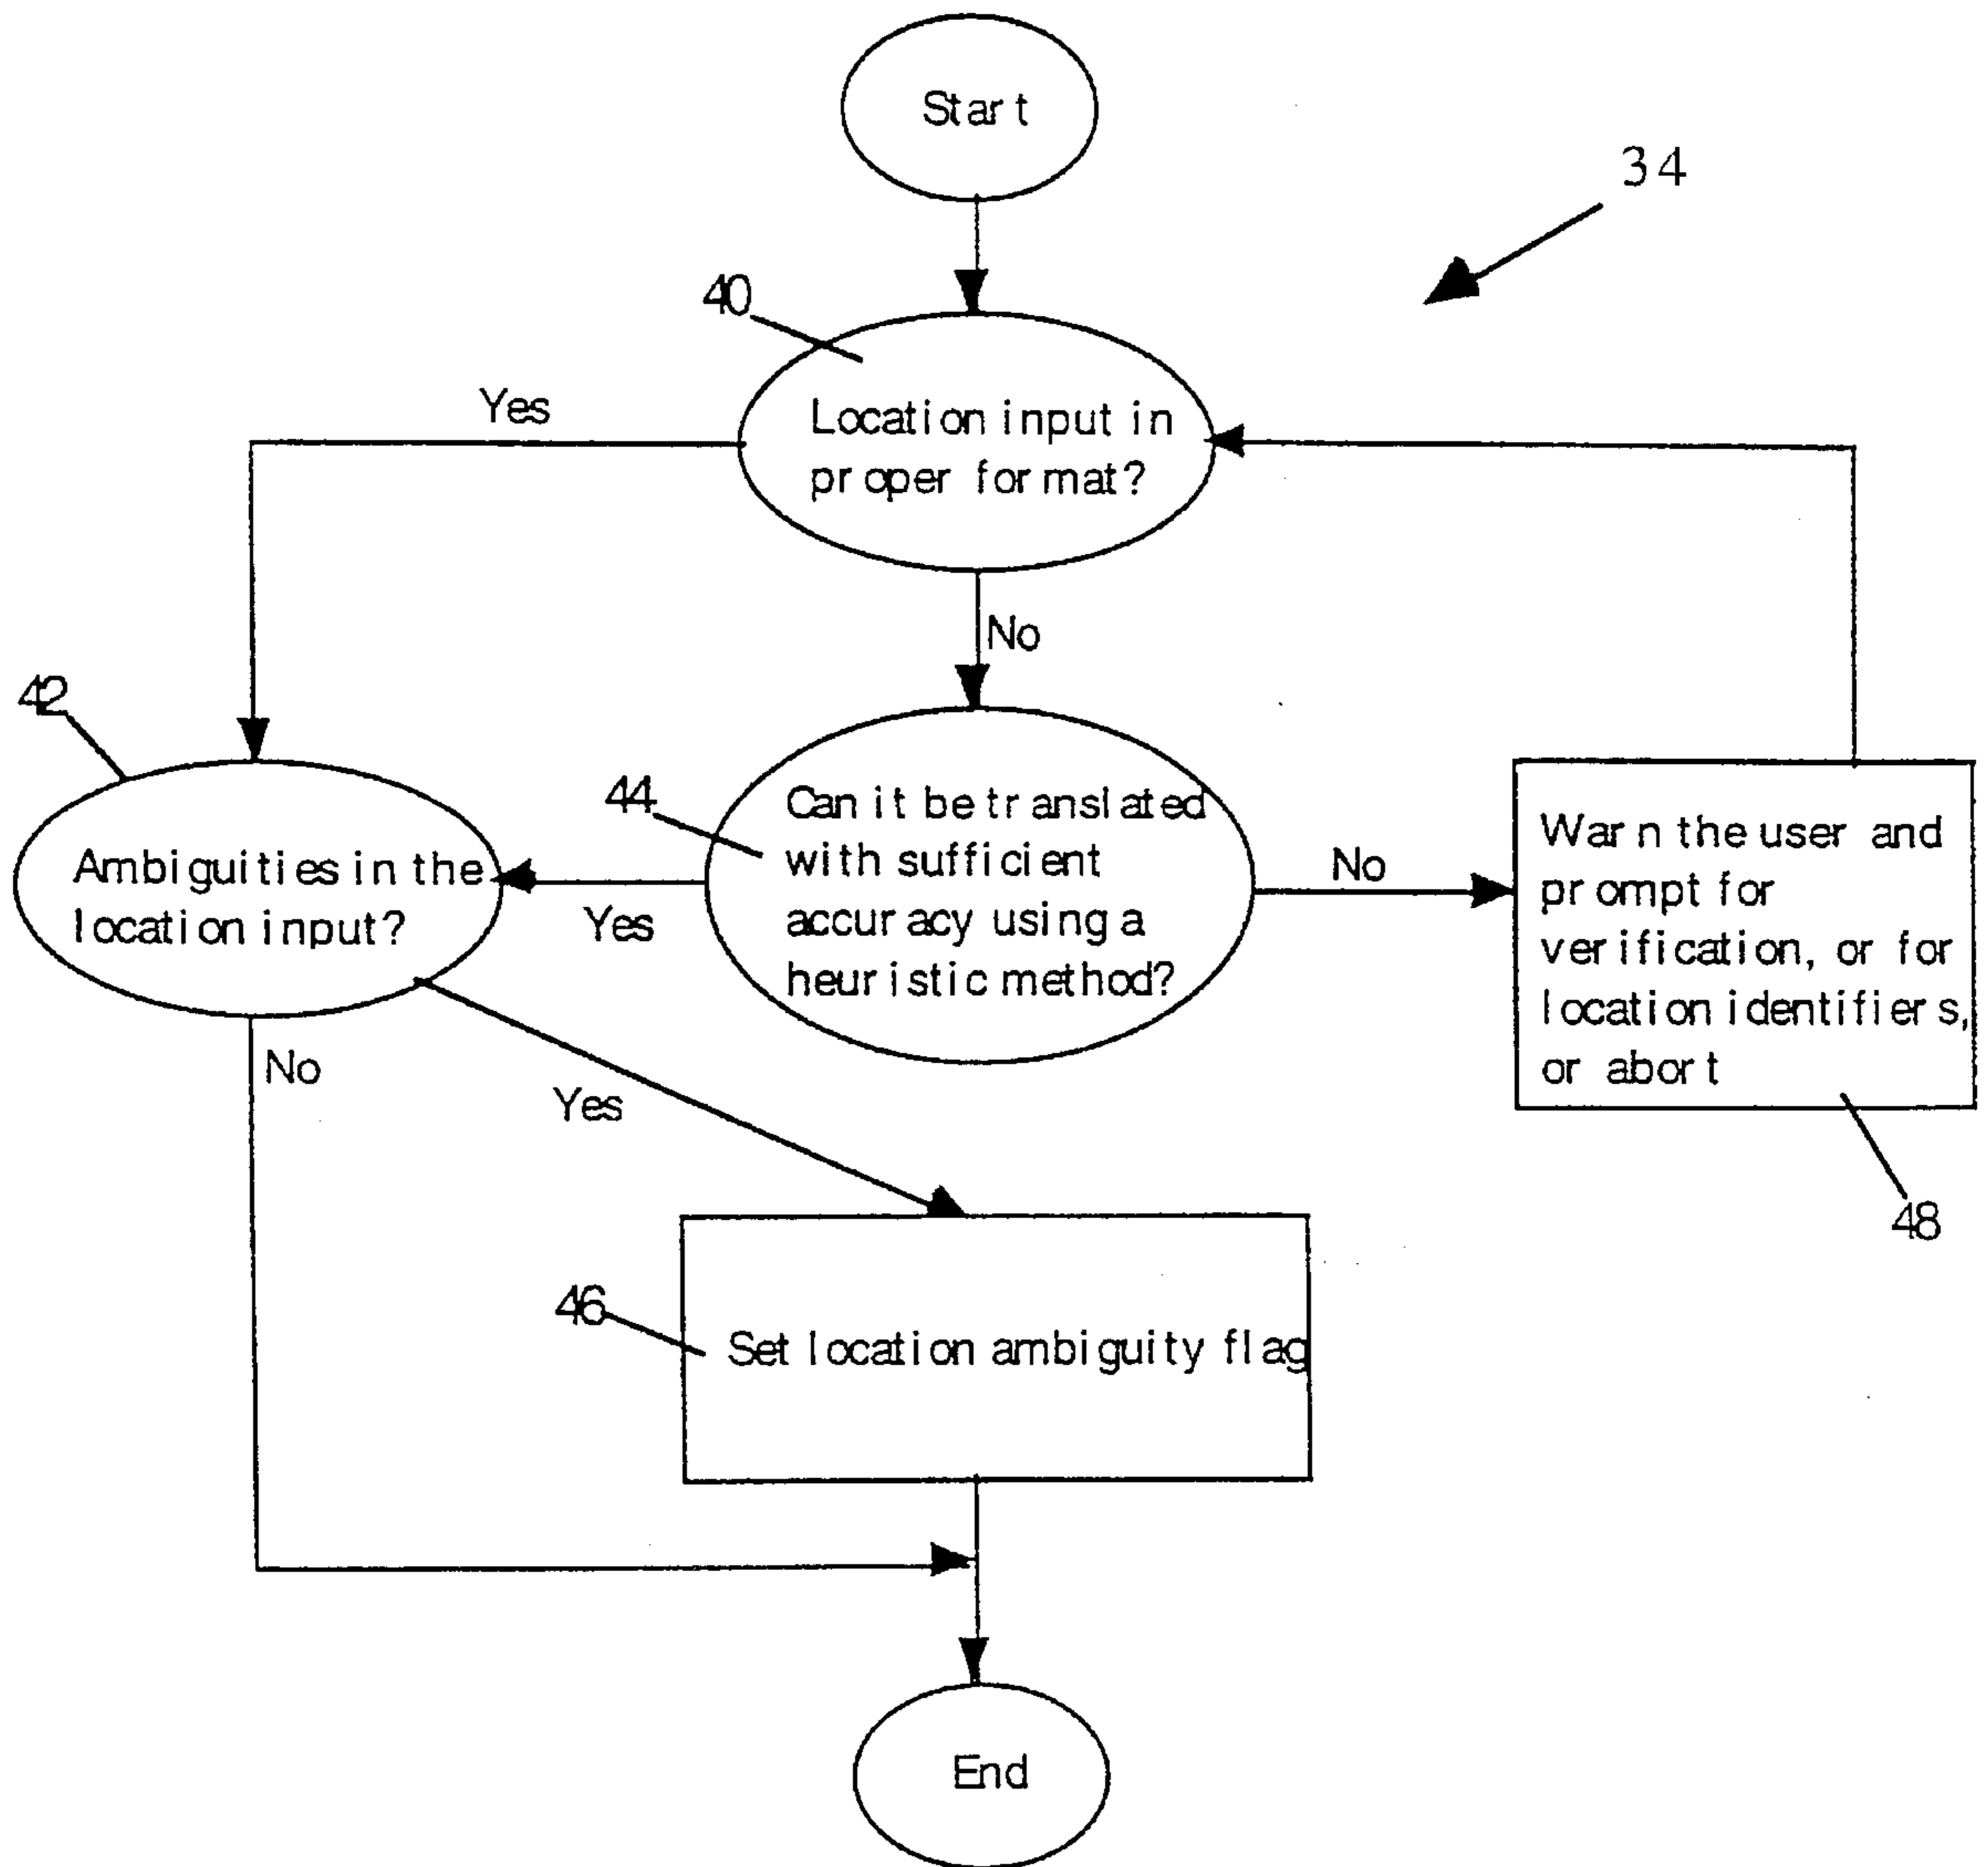 Start
34
40
Yes
Location input in
proper format?
No
42
44
Can it be translated
with sufficient
accuracy using a
heuristic method?
Ambiguities in the
location input?
Yes
No
Warn the user and
prompt for
verification, or for
location identifiers,
or abort
No
Yes
48
46
Set location ambiguity flag
End